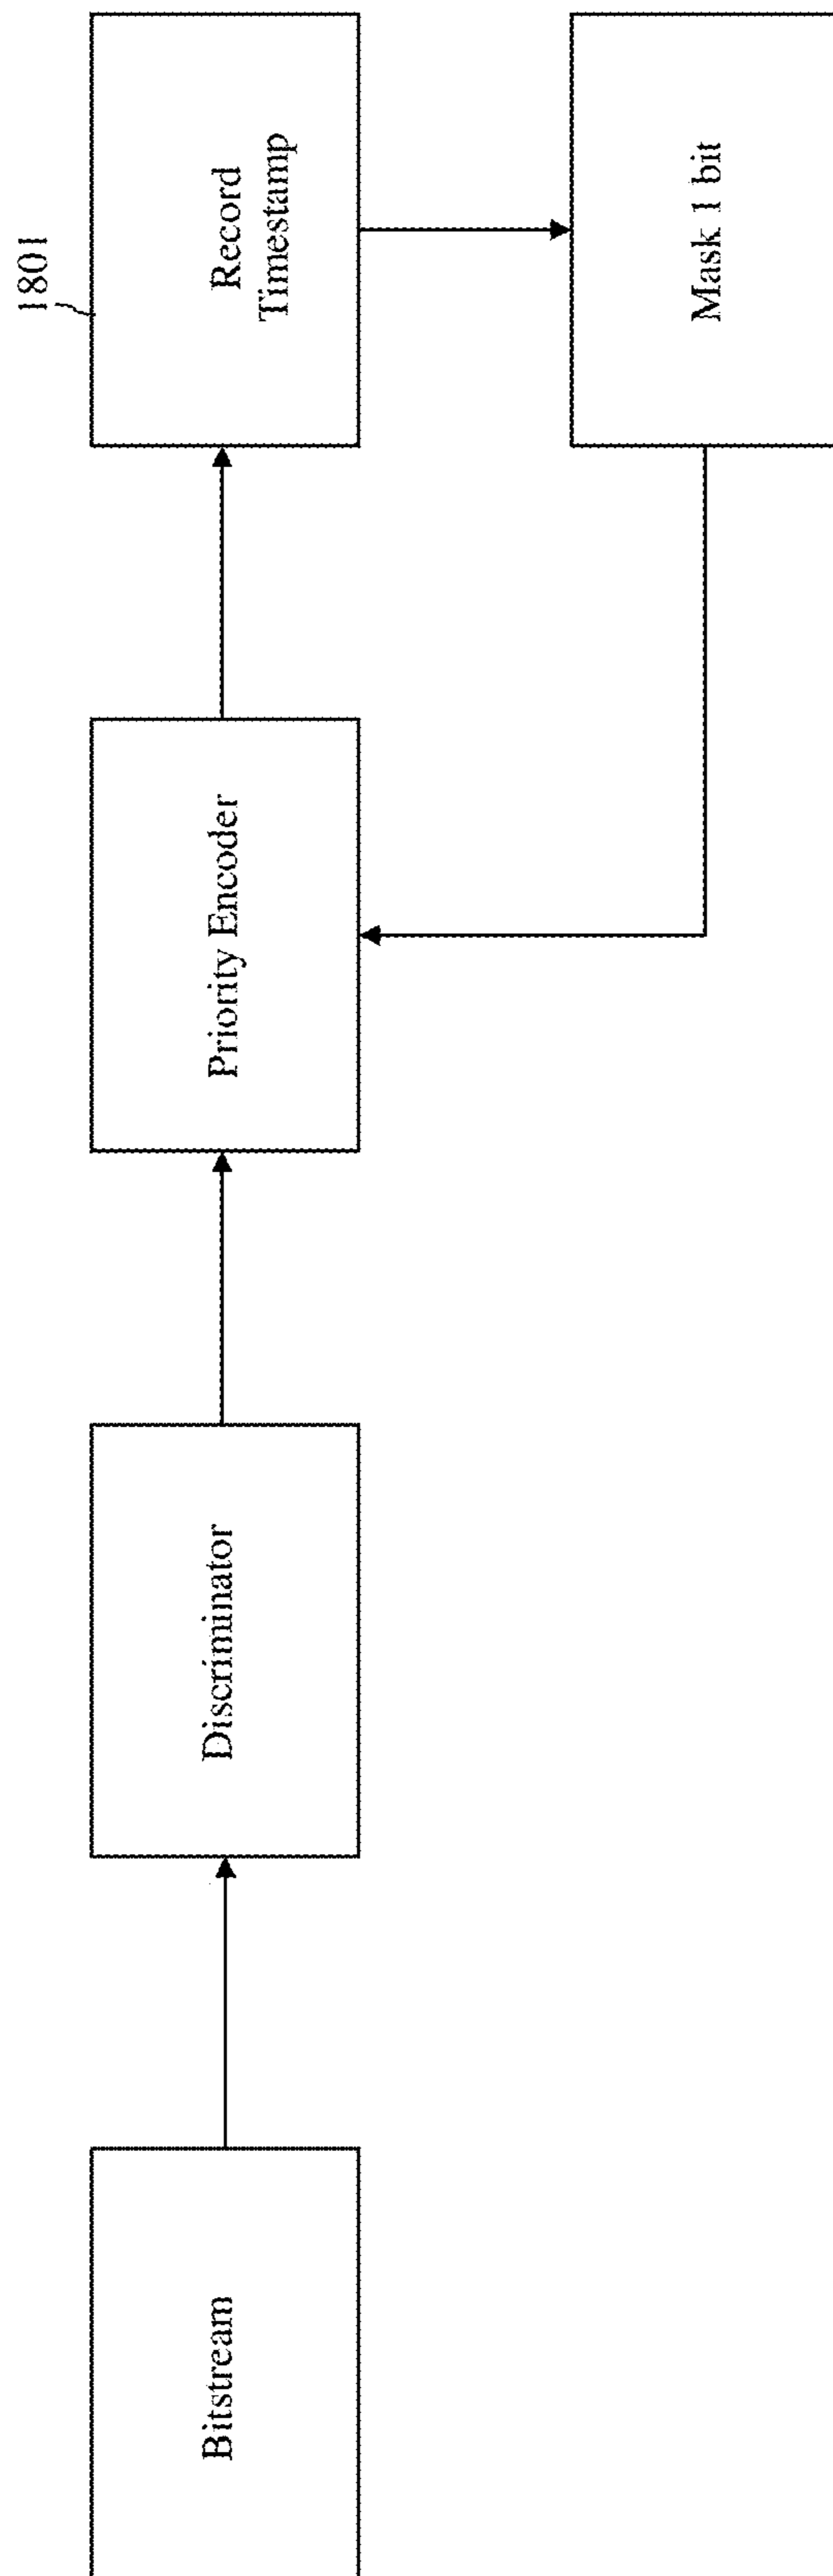 Bitstream
Discriminator
Priority Encoder
1801
Record
Timestamp
Mask 1 bit